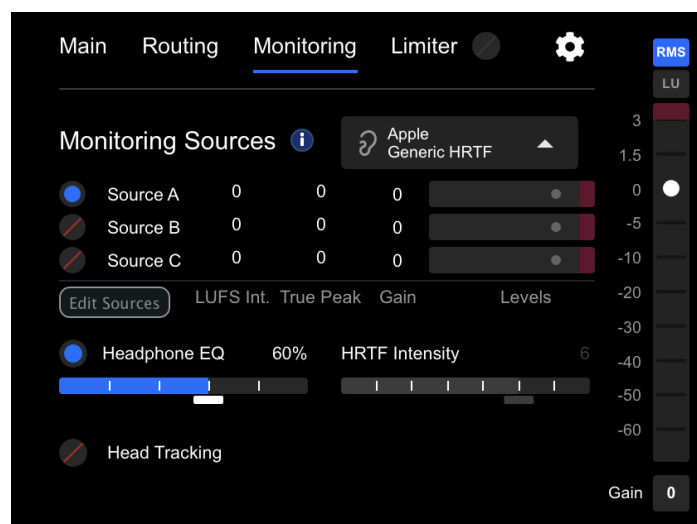 Main Routing Monitoring Limiter
RMS
LU
Monitoring Sources i Apple
Generic HRTF
Source A 0 0 0
Source B 0 0 0
Source C 0 0 0
Edit Sources LUFS Int. True Peak Gain Levels
Headphone EQ 60% HRTF Intensity 6
Head Tracking
3
1.5
0
-5
-10
-20
-30
-40
-50
-60
Gain 0